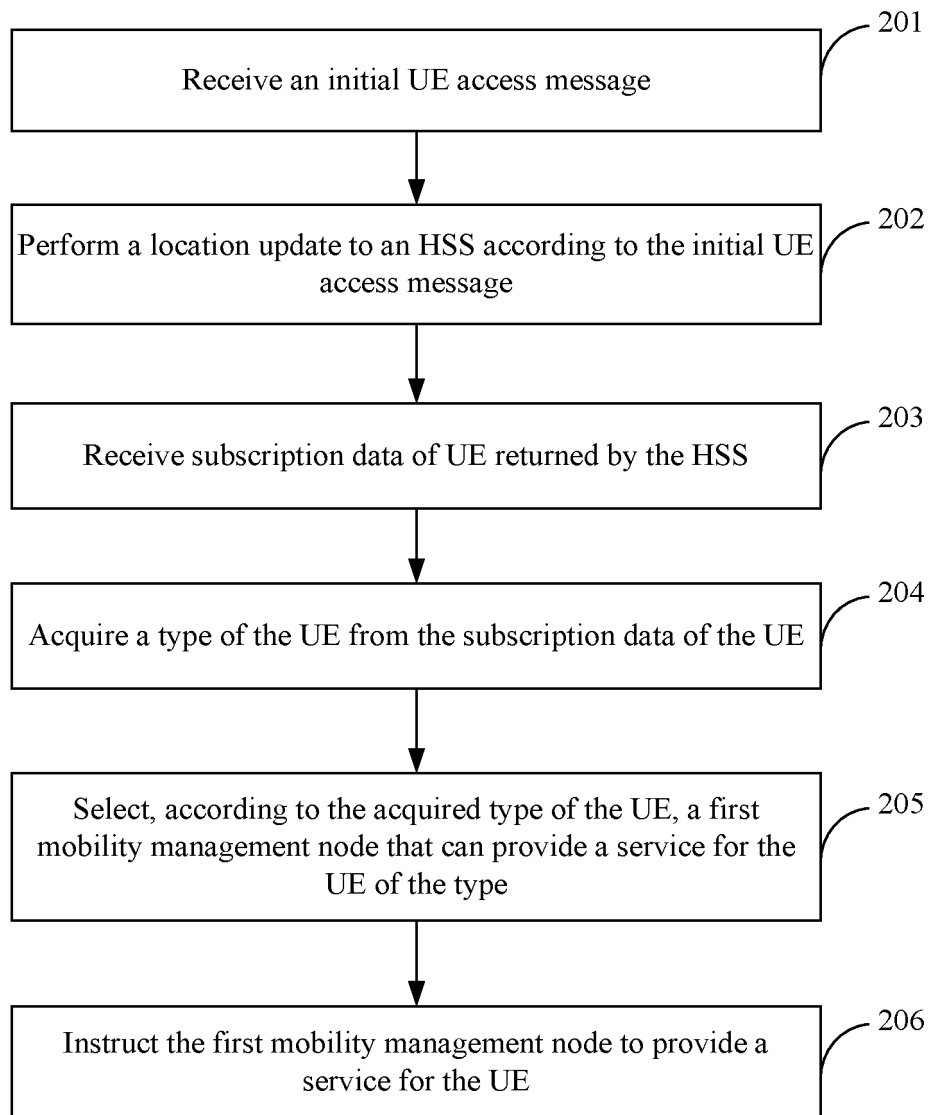 201
Receive an initial UE access message
202
Perform a location update to an HSS according to the initial UE
access message
203
Receive subscription data of UE returned by the HSS
204
Acquire a type of the UE from the subscription data of the UE
205
Select, according to the acquired type of the UE, a first
mobility management node that can provide a service for the
UE of the type
206
Instruct the first mobility management node to provide a
service for the UE